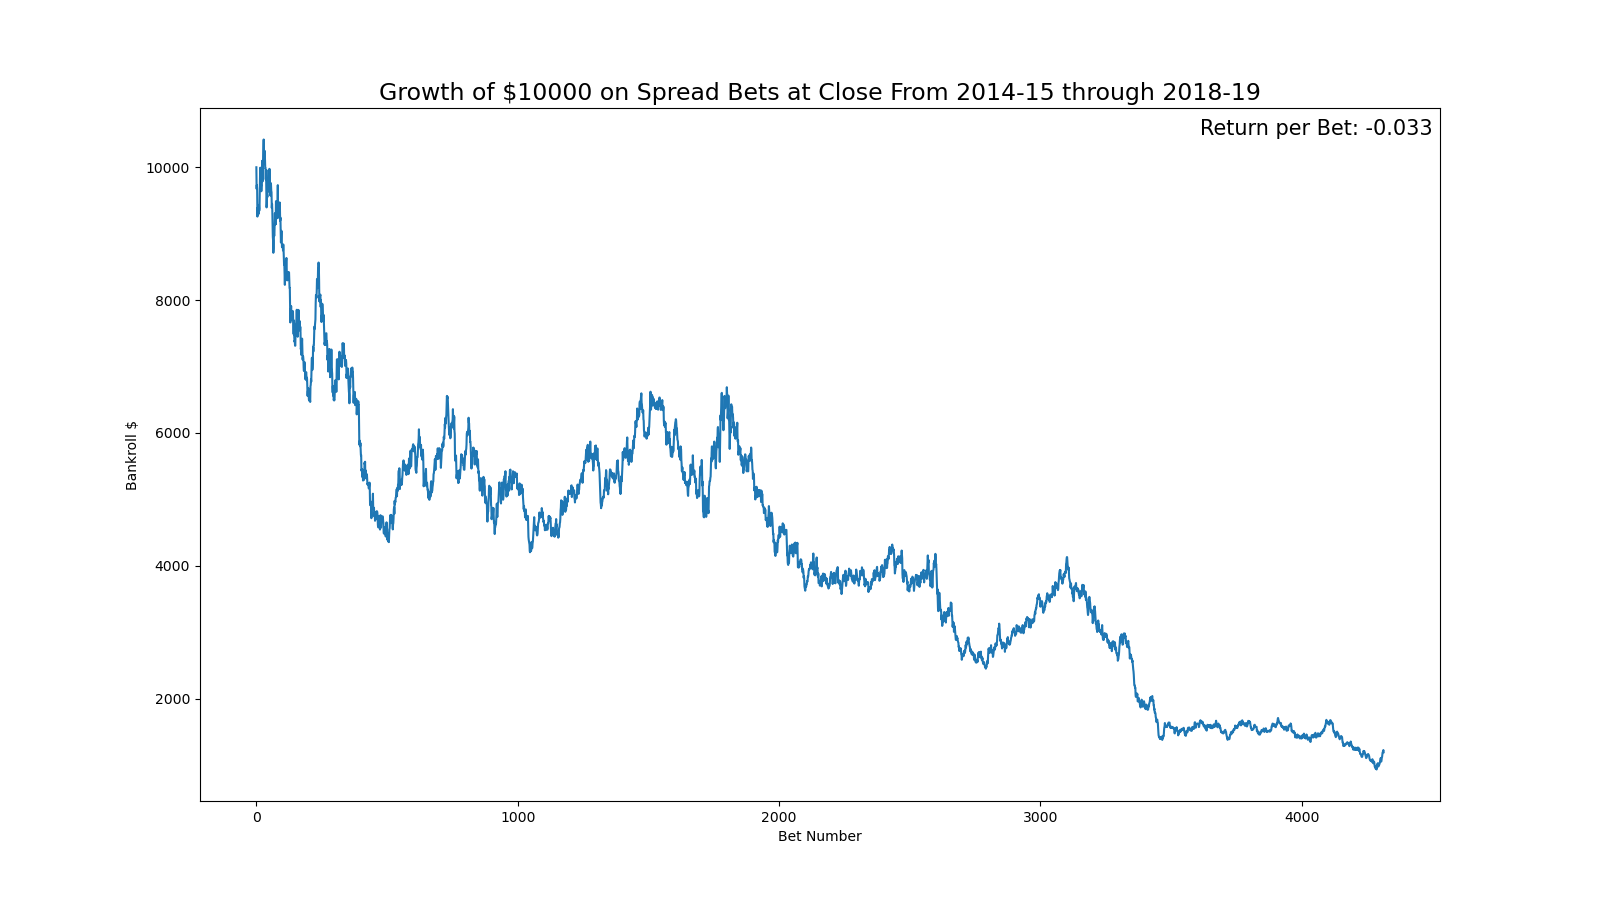 Growth of $10000 on Spread Bets at Close From 2014-15 through 2018-19
Return per Bet: -0.033
10000
8000
6000
4000
2000
Bankroll $
0 1000 2000 3000 4000
Bet Number